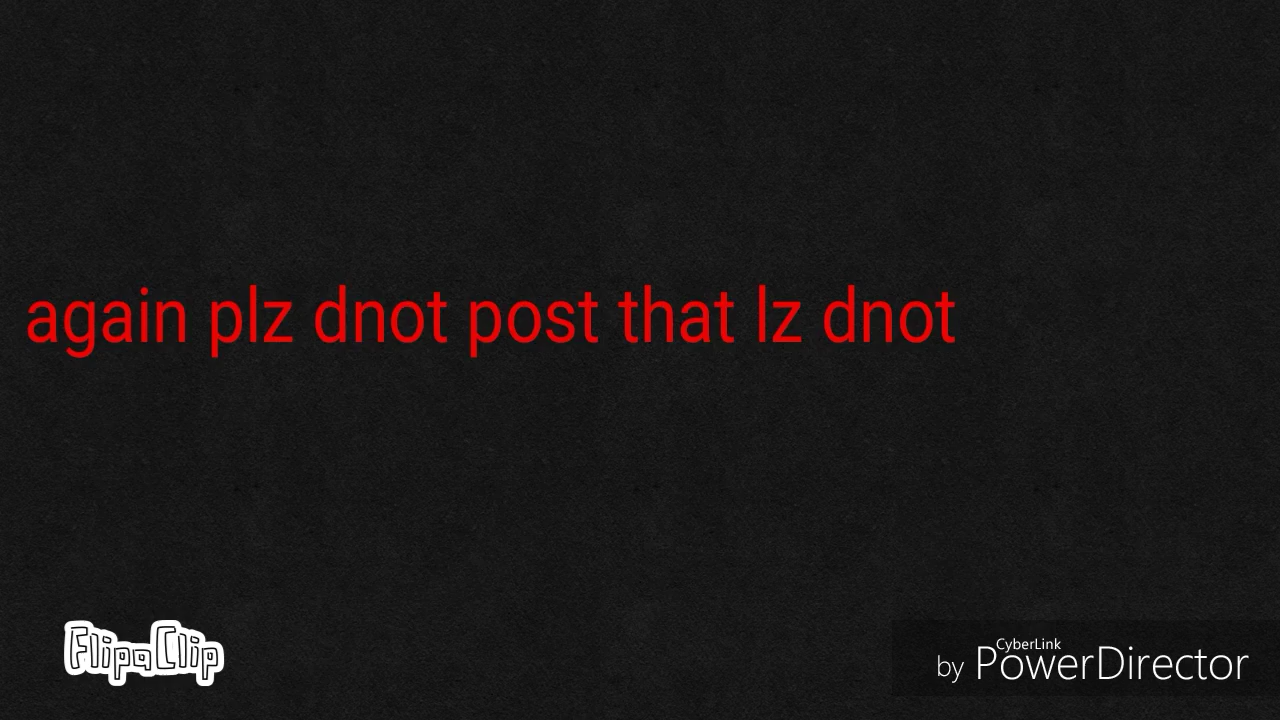 again plz dnot post that lz dnot
FlipaClip
CyberLink
by PowerDirector